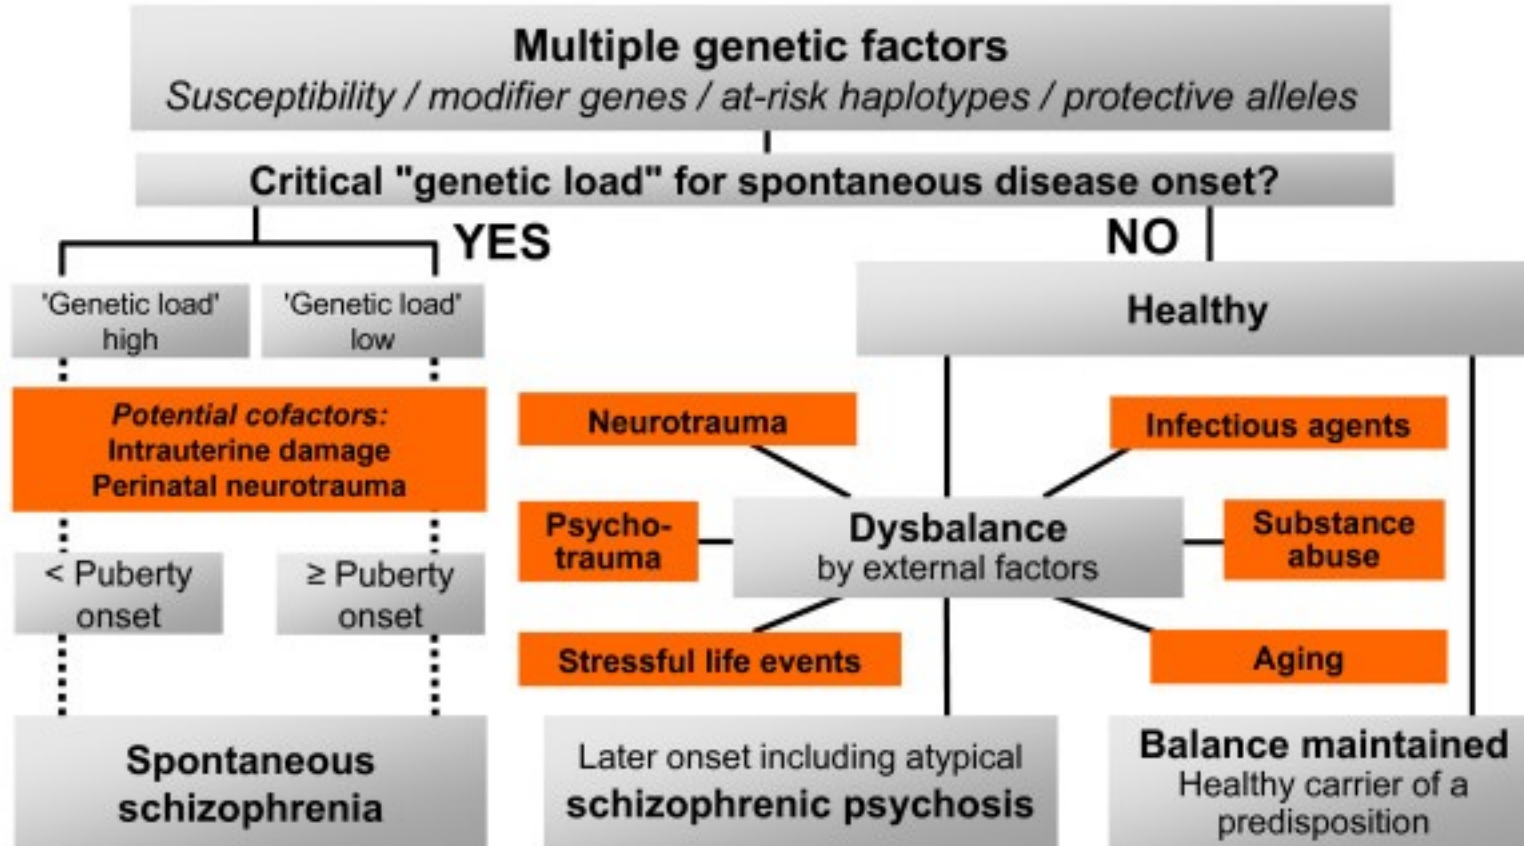 Multiple genetic factors
Susceptibility / modifier genes / at-risk haplotypes / protective alleles
Critical "genetic load" for spontaneous disease onset?
YES
NO
'Genetic load'
high
'Genetic load'
low
Healthy
Potential cofactors:
Intrauterine damage
Perinatal neurotrauma
< Puberty
onset
≥ Puberty
onset
Spontaneous
schizophrenia
Neurotrauma
Infectious agents
Psycho-
trauma
Dysbalance
by external factors
Substance
abuse
Stressful life events
Aging
Later onset including atypical
schizophrenic psychosis
Balance maintained
Healthy carrier of a
predisposition